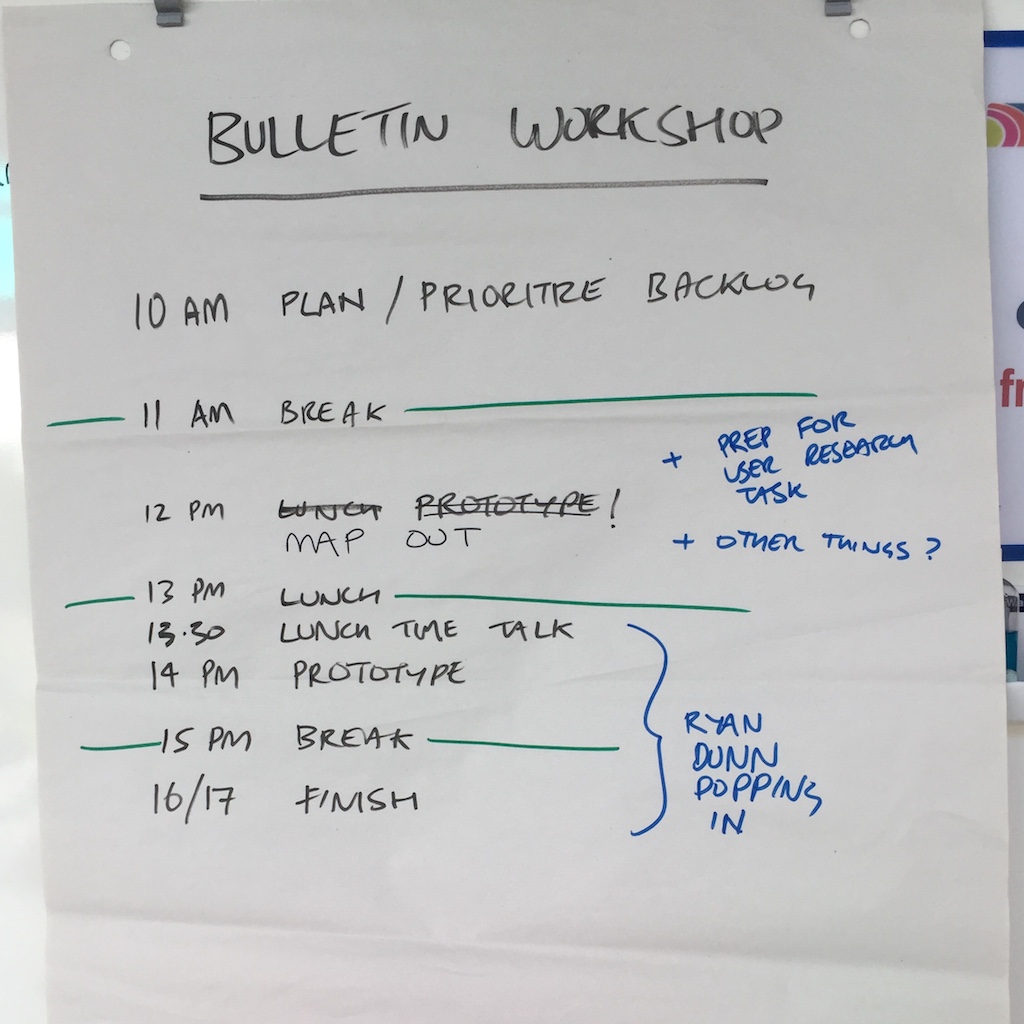 BULLETIN WORKSHOP
10 AM PLAN / PRIORITIRE BACKLOG
11 AM BREAK
+ PREP FOR
USER RESEARCH
TASK
12 PM LUNCH PROTOTYPE!
MAP OUT
+ OTHER THINGS?
13 PM LUNCH
13.30 LUNCH TIME TALK
14 PM PROTOTYPE
15 PM BREAK
16/17 FINISH
RYAN
DUNN
POPPING
IN
fr